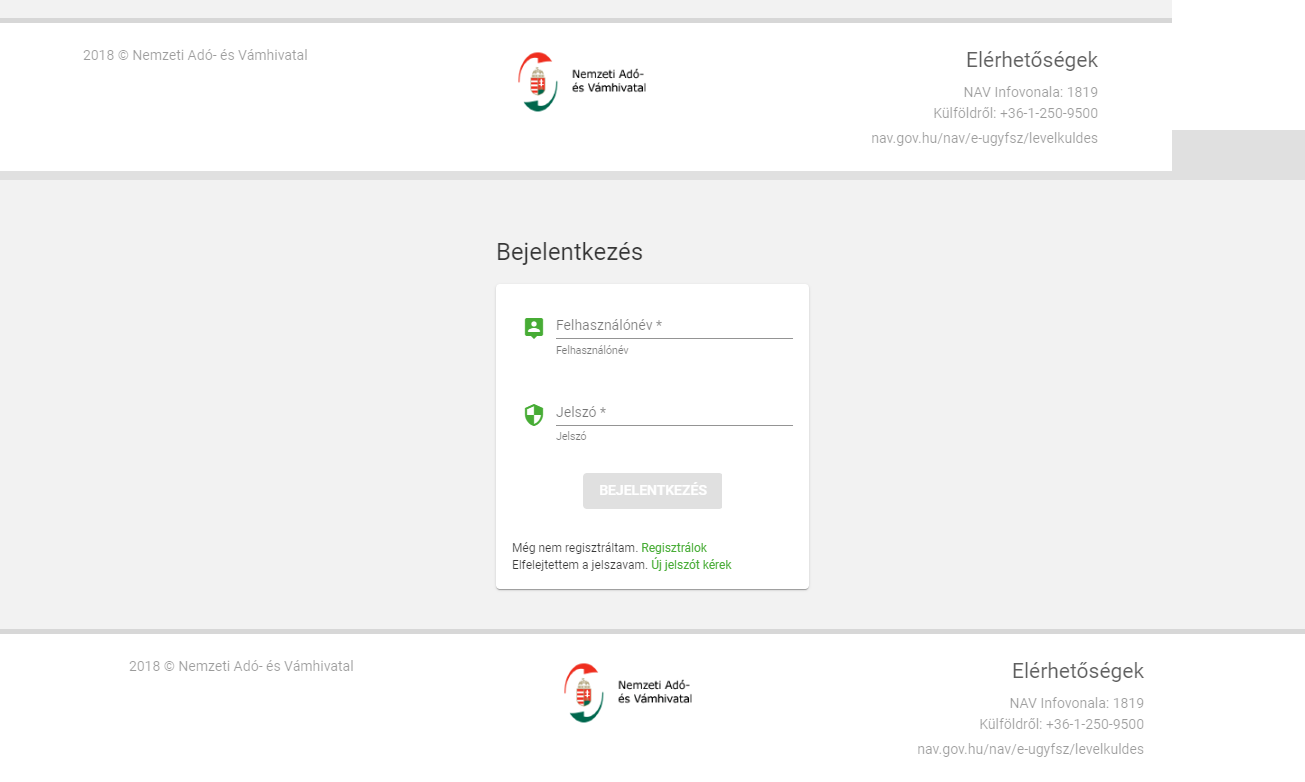 2018 © Nemzeti Adó- és Vámhivatal
Nemzeti Adó-
és Vámhivatal
Elérhetőségek
NAV Infovonala: 1819
Külföldről: +36-1-250-9500
nav.gov.hu/nav/e-ugyfsz/levelkuldes
Bejelentkezés
Felhasználónév *
Felhasználónév
Jelszó *
Jelszó
BEJELENTKEZÉS
Még nem regisztráltam. Regisztrálok
Elfelejtettem a jelszavam. Új jelszót kérek
2018 © Nemzeti Adó- és Vámhivatal
Nemzeti Adó-
és Vámhivatal
Elérhetőségek
NAV Infovonala: 1819
Külföldről: +36-1-250-9500
nav.gov.hu/nav/e-ugyfsz/levelkuldes